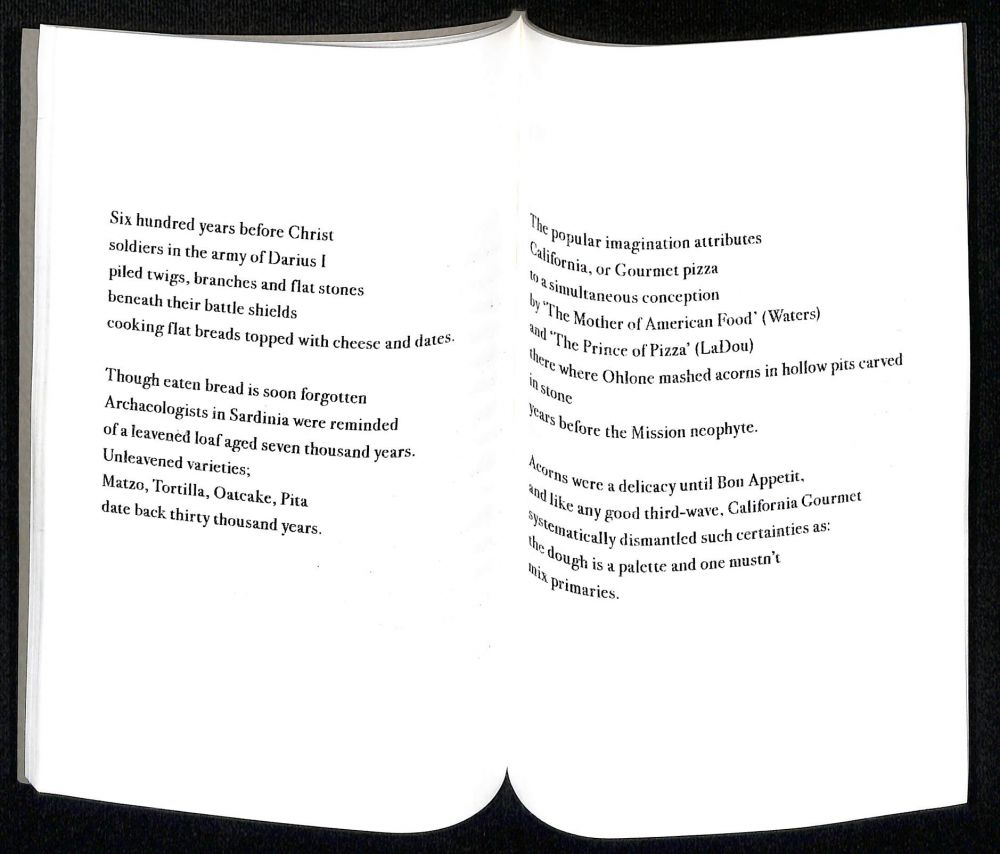 Six hundred years before Christ
soldiers in the army of Darius I
piled twigs, branches and flat stones
beneath their battle shields
cooking flat breads topped with cheese and dates.
Though eaten bread is soon forgotten
Archaeologists in Sardinia were reminded
of a leavened loaf aged seven thousand years.
Unleavened varieties;
Matzo, Tortilla, Oatcake, Pita
date back thirty thousand years.
The popular imagination attributes
California, or Gourmet pizza
to a simultaneous conception
by 'The Mother of American Food' (Waters)
and 'The Prince of Pizza' (LaDou)
there where Ohlone mashed acorns in hollow pits carved
in stone
years before the Mission neophyte.
Acorns were a delicacy until Bon Appetit,
and like any good third-wave, California Gourmet
systematically dismantled such certainties as:
the dough is a palette and one mustn't
mix primaries.